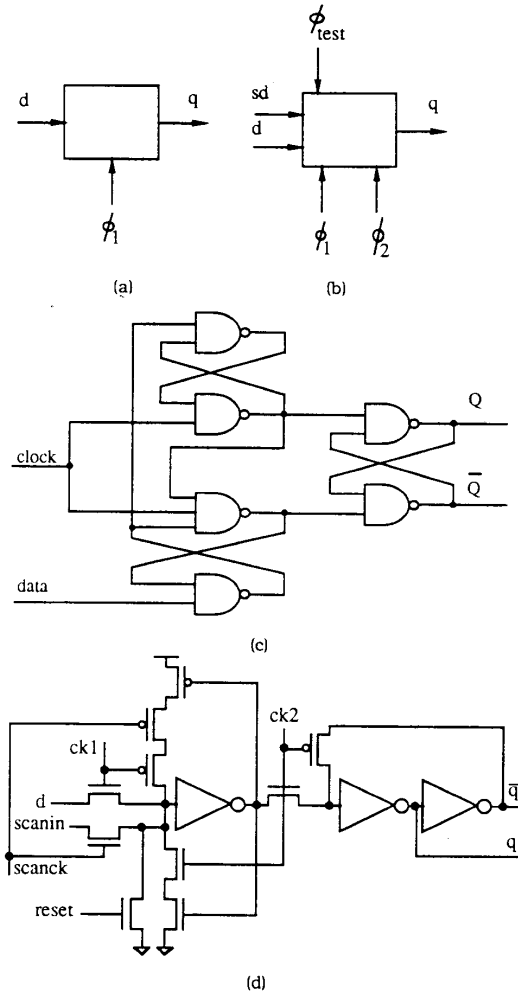 ϕtest
d
q
sd
d
q
ϕ1
ϕ1
ϕ2
(a)
(b)
Q
clock
Q̅
data
(c)
ck2
ck1
d
q̅
scanin
q
scanck
reset
(d)